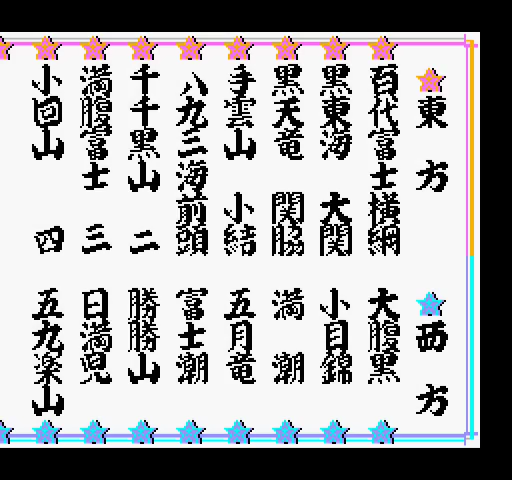 東方
百代富士横綱
黒東海 大関
黒天竜 関脇
手雲山 小結
八九三海前頭
千千黒山 二
満腹富士 三
小回山 四
西方
大腹黒
小目錦
満潮
五月竜
富士潮
勝勝山
日満児
五九楽山